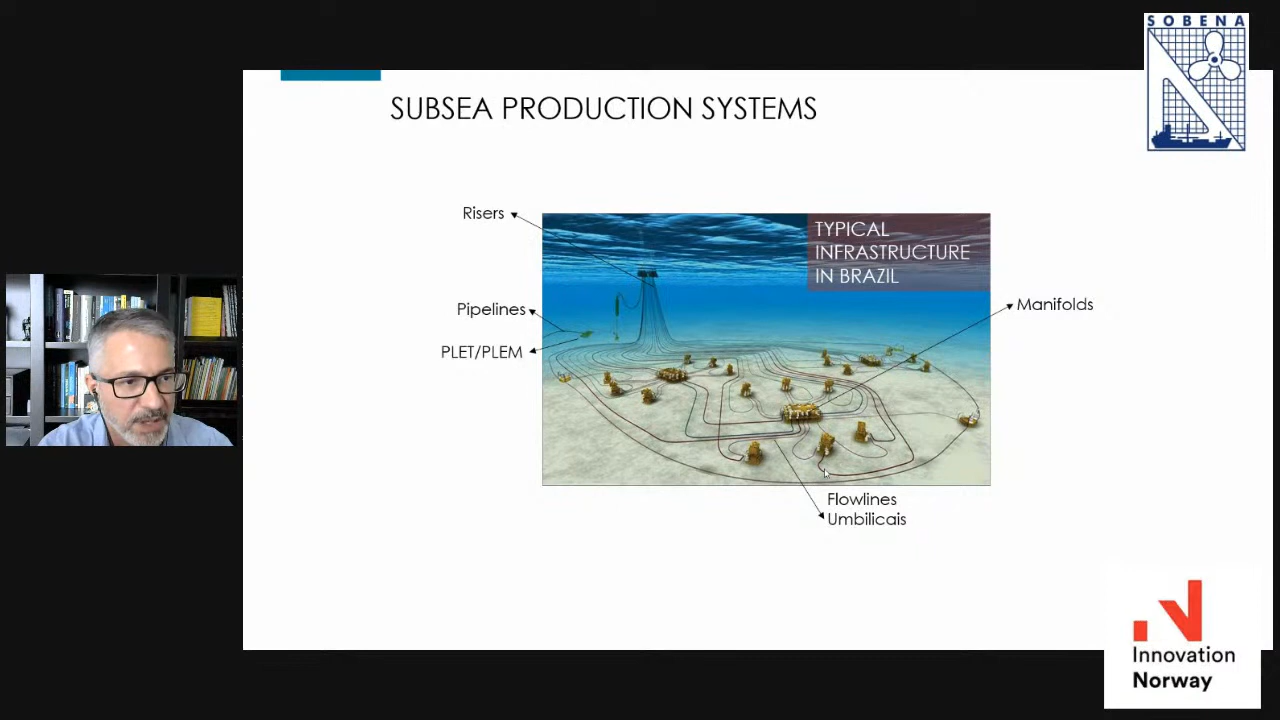 SOBENA
SUBSEA PRODUCTION SYSTEMS
Risers
TYPICAL
INFRASTRUCTURE
IN BRAZIL
Pipelines
Manifolds
PLET/PLEM
Flowlines
Umbilicais
Innovation
Norway